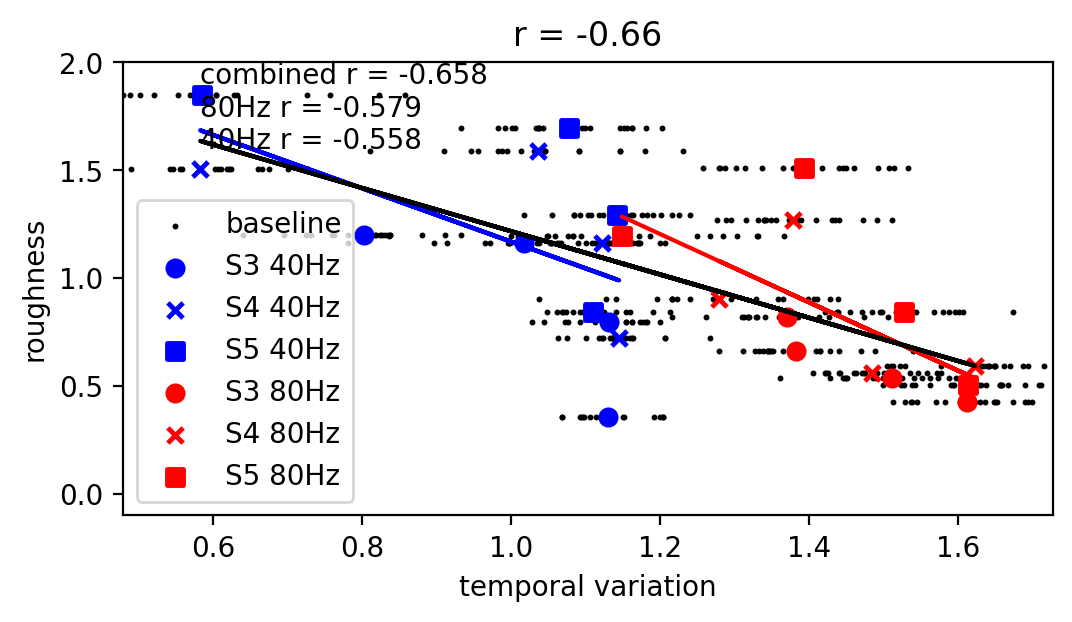 r = -0.66
combined r = -0.658
80Hz r = -0.579
40Hz r = -0.558
2.0
1.5
1.0
0.5
0.0
roughness
baseline
S3 40Hz
S4 40Hz
S5 40Hz
S3 80Hz
S4 80Hz
S5 80Hz
0.6 0.8 1.0 1.2 1.4 1.6
temporal variation